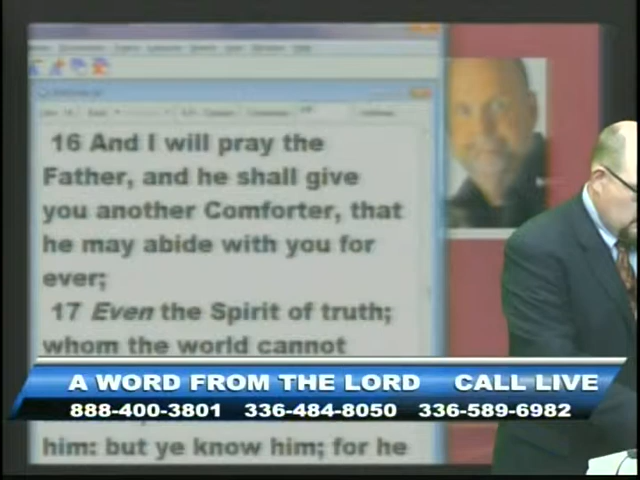 16 And I will pray the
Father, and he shall give
you another Comforter, that
he may abide with you for
ever;
17 Even the Spirit of truth;
whom the world cannot
A WORD FROM THE LORD CALL LIVE
888-400-3801 336-484-8050 336-589-6982
him: but ye know him; for he